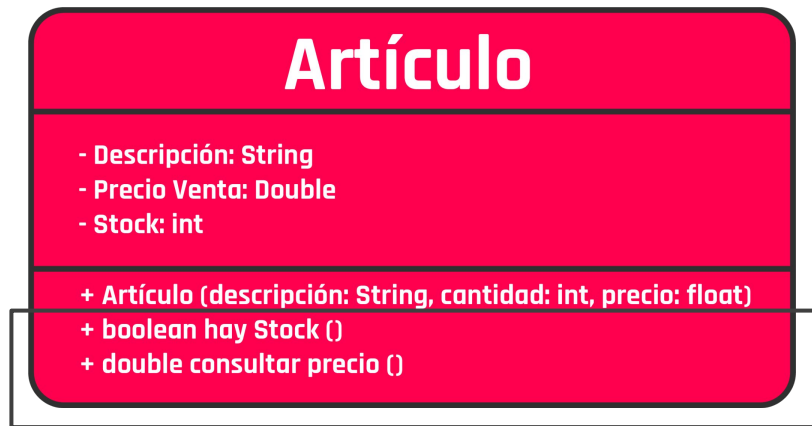 Artículo
- Descripción: String
- Precio Venta: Double
- Stock: int
+ Artículo (descripción: String, cantidad: int, precio: float)
+ boolean hay Stock ()
+ double consultar precio ()